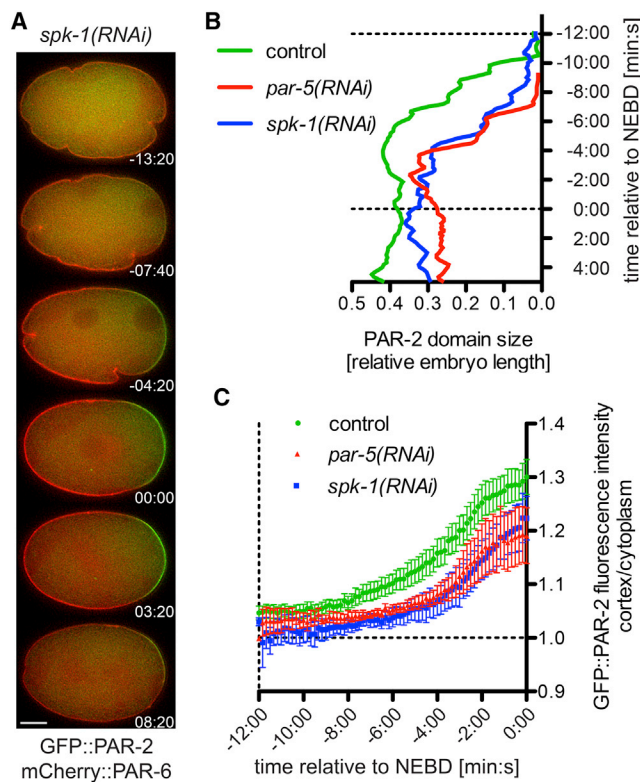 A
spk-1(RNAi)
-13:20
-07:40
-04:20
00:00
03:20
08:20
GFP::PAR-2
mCherry::PAR-6
B
control
par-5(RNAi)
spk-1(RNAi)
-12:00
-10:00
-8:00
-6:00
-4:00
-2:00
0:00
2:00
4:00
time relative to NEBD [min:s]
0.5 0.4 0.3 0.2 0.1 0.0
PAR-2 domain size
[relative embryo length]
C
control
par-5(RNAi)
spk-1(RNAi)
1.4
1.3
1.2
1.1
1.0
0.9
GFP::PAR-2 fluorescence intensity
cortex/cytoplasm
-12:00 -10:00 -8:00 -6:00 -4:00 -2:00 0:00
time relative to NEBD [min:s]